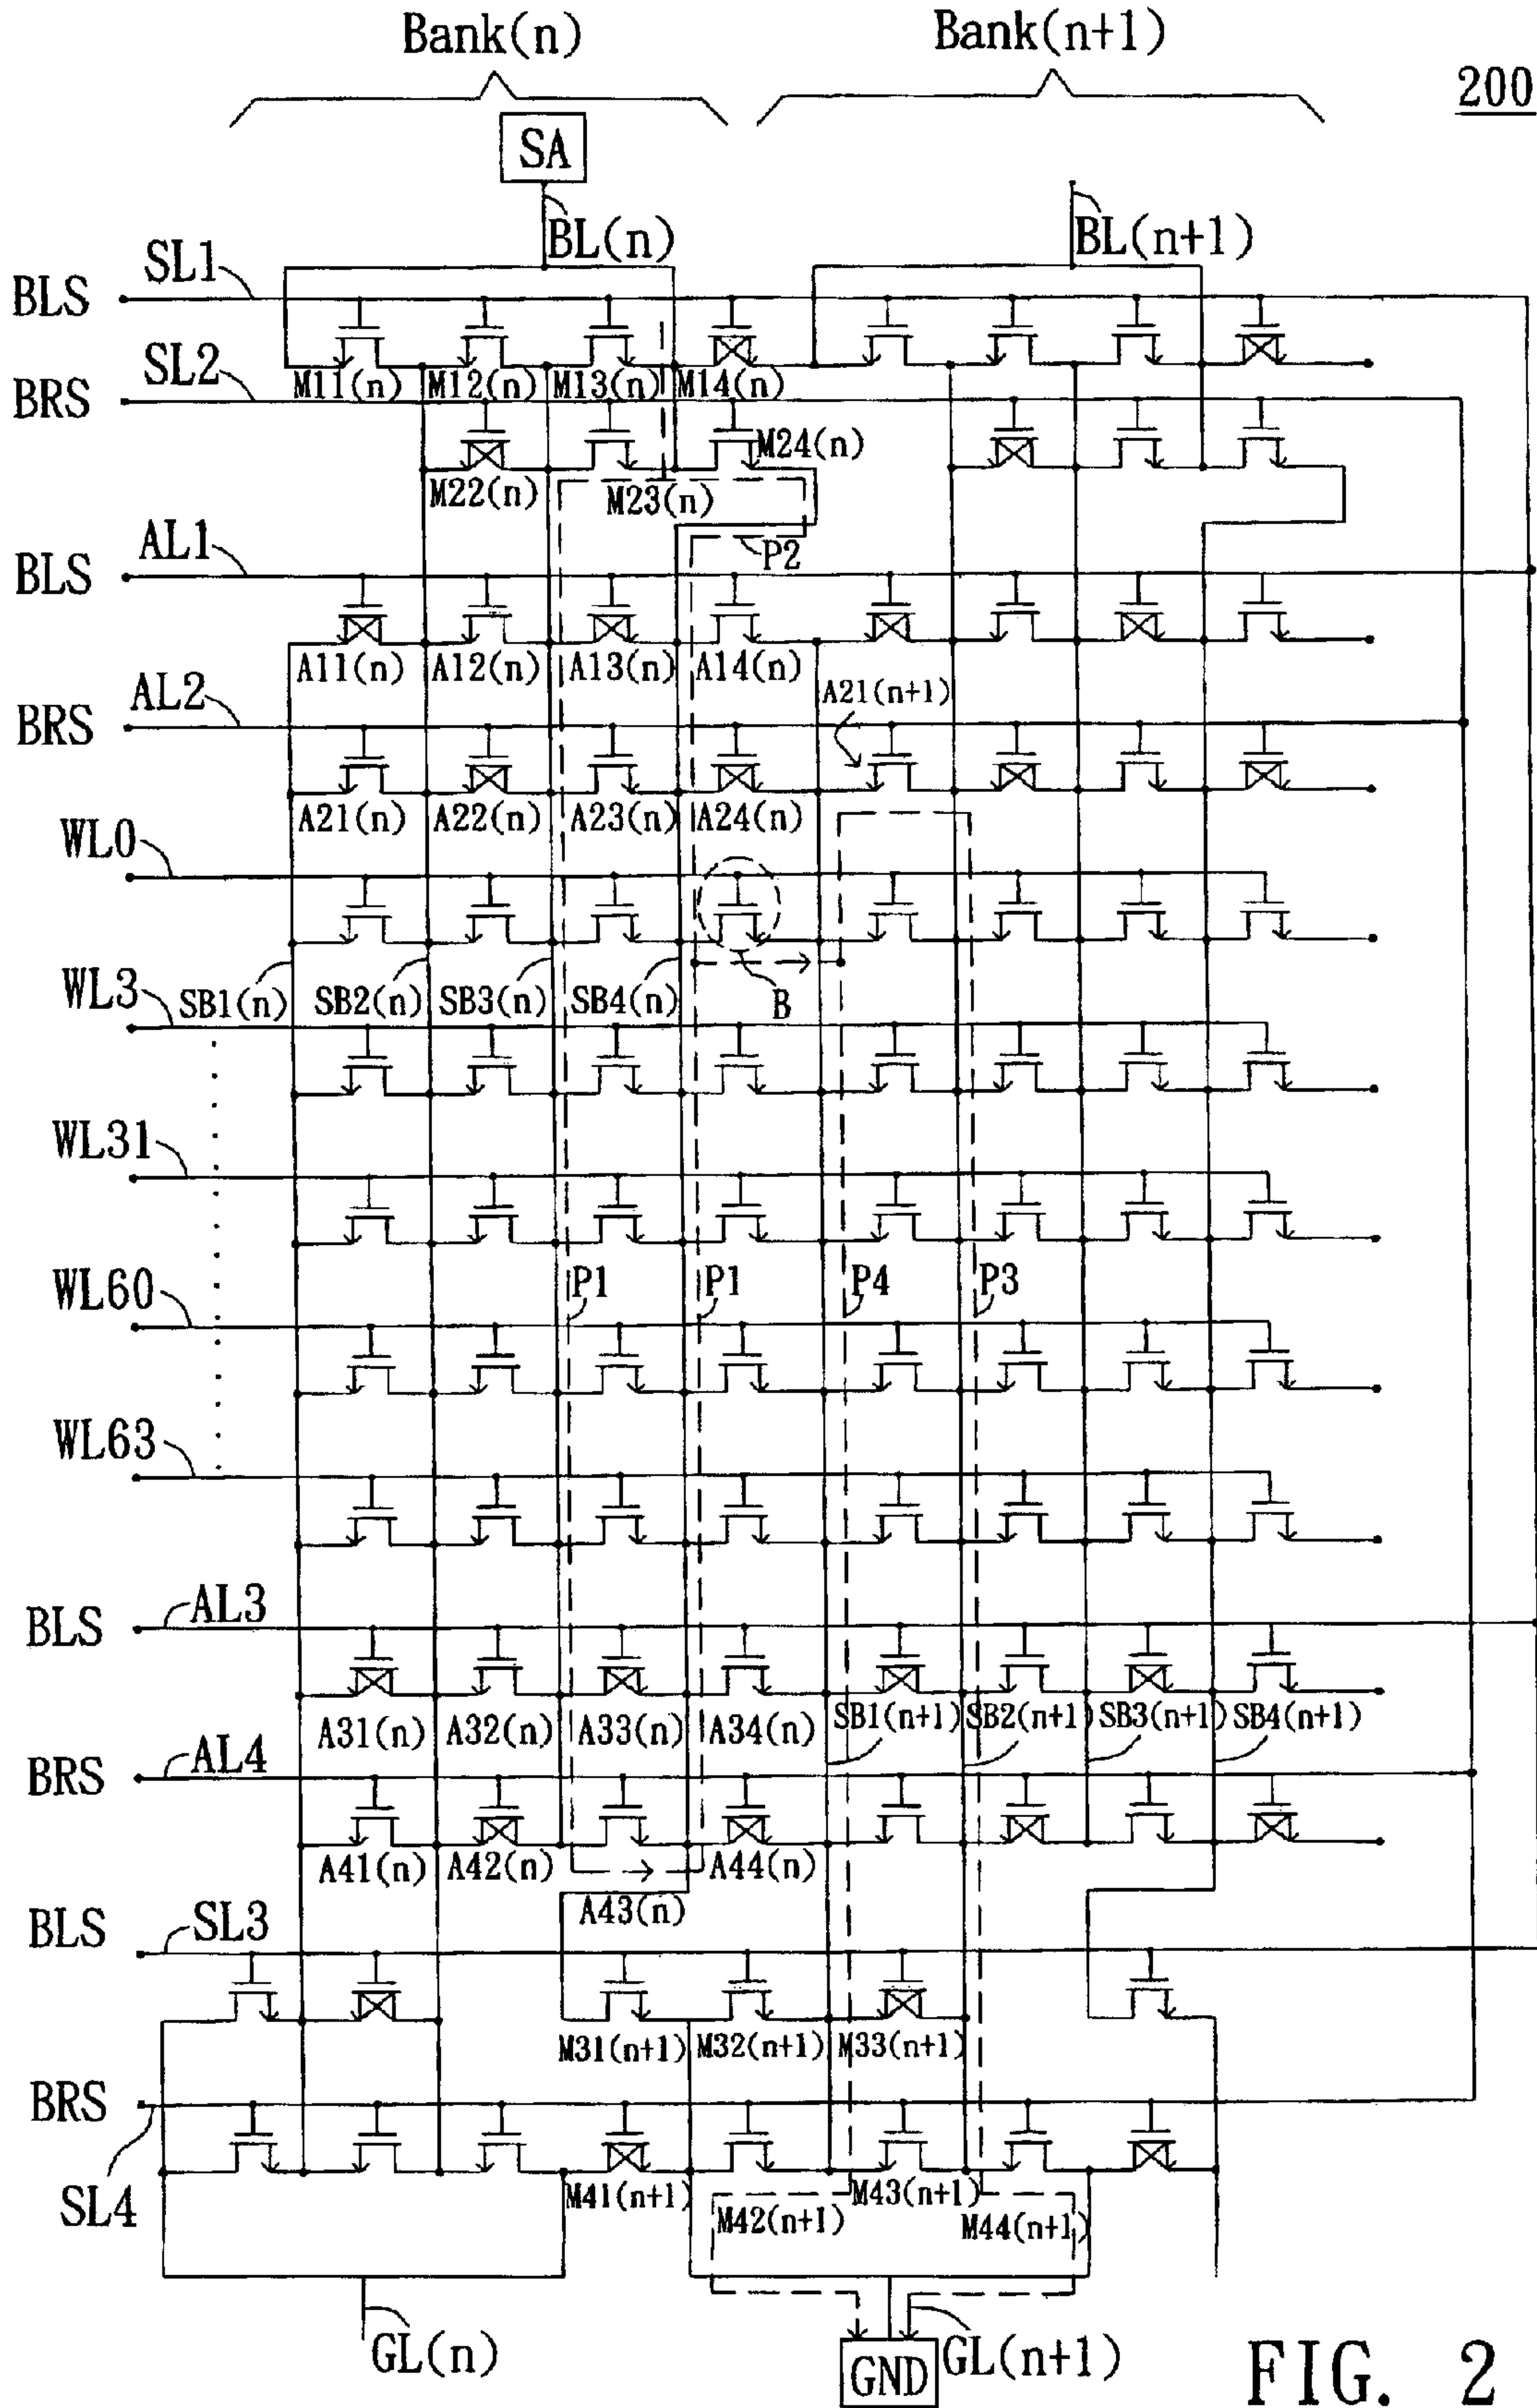 Bank(n) Bank(n+1)
200
SA
BL(n) BL(n+1)
BLS SL1
M11(n) M12(n) M13(n) M14(n)
BRS SL2
M22(n) M23(n) M24(n)
P2
BLS AL1
A11(n) A12(n) A13(n) A14(n)
A21(n+1)
BRS AL2
A21(n) A22(n) A23(n) A24(n)
WL0
SB1(n) SB2(n) SB3(n) SB4(n) B
WL3
WL31
P1 P1 P4 P3
WL60
WL63
BLS AL3
A31(n) A32(n) A33(n) A34(n) SB1(n+1) SB2(n+1) SB3(n+1) SB4(n+1)
BRS AL4
A41(n) A42(n) A44(n)
A43(n)
BLS SL3
M31(n+1) M32(n+1) M33(n+1)
BRS
SL4
M41(n+1) M42(n+1) M43(n+1) M44(n+1)
GL(n) GND GL(n+1)
FIG. 2